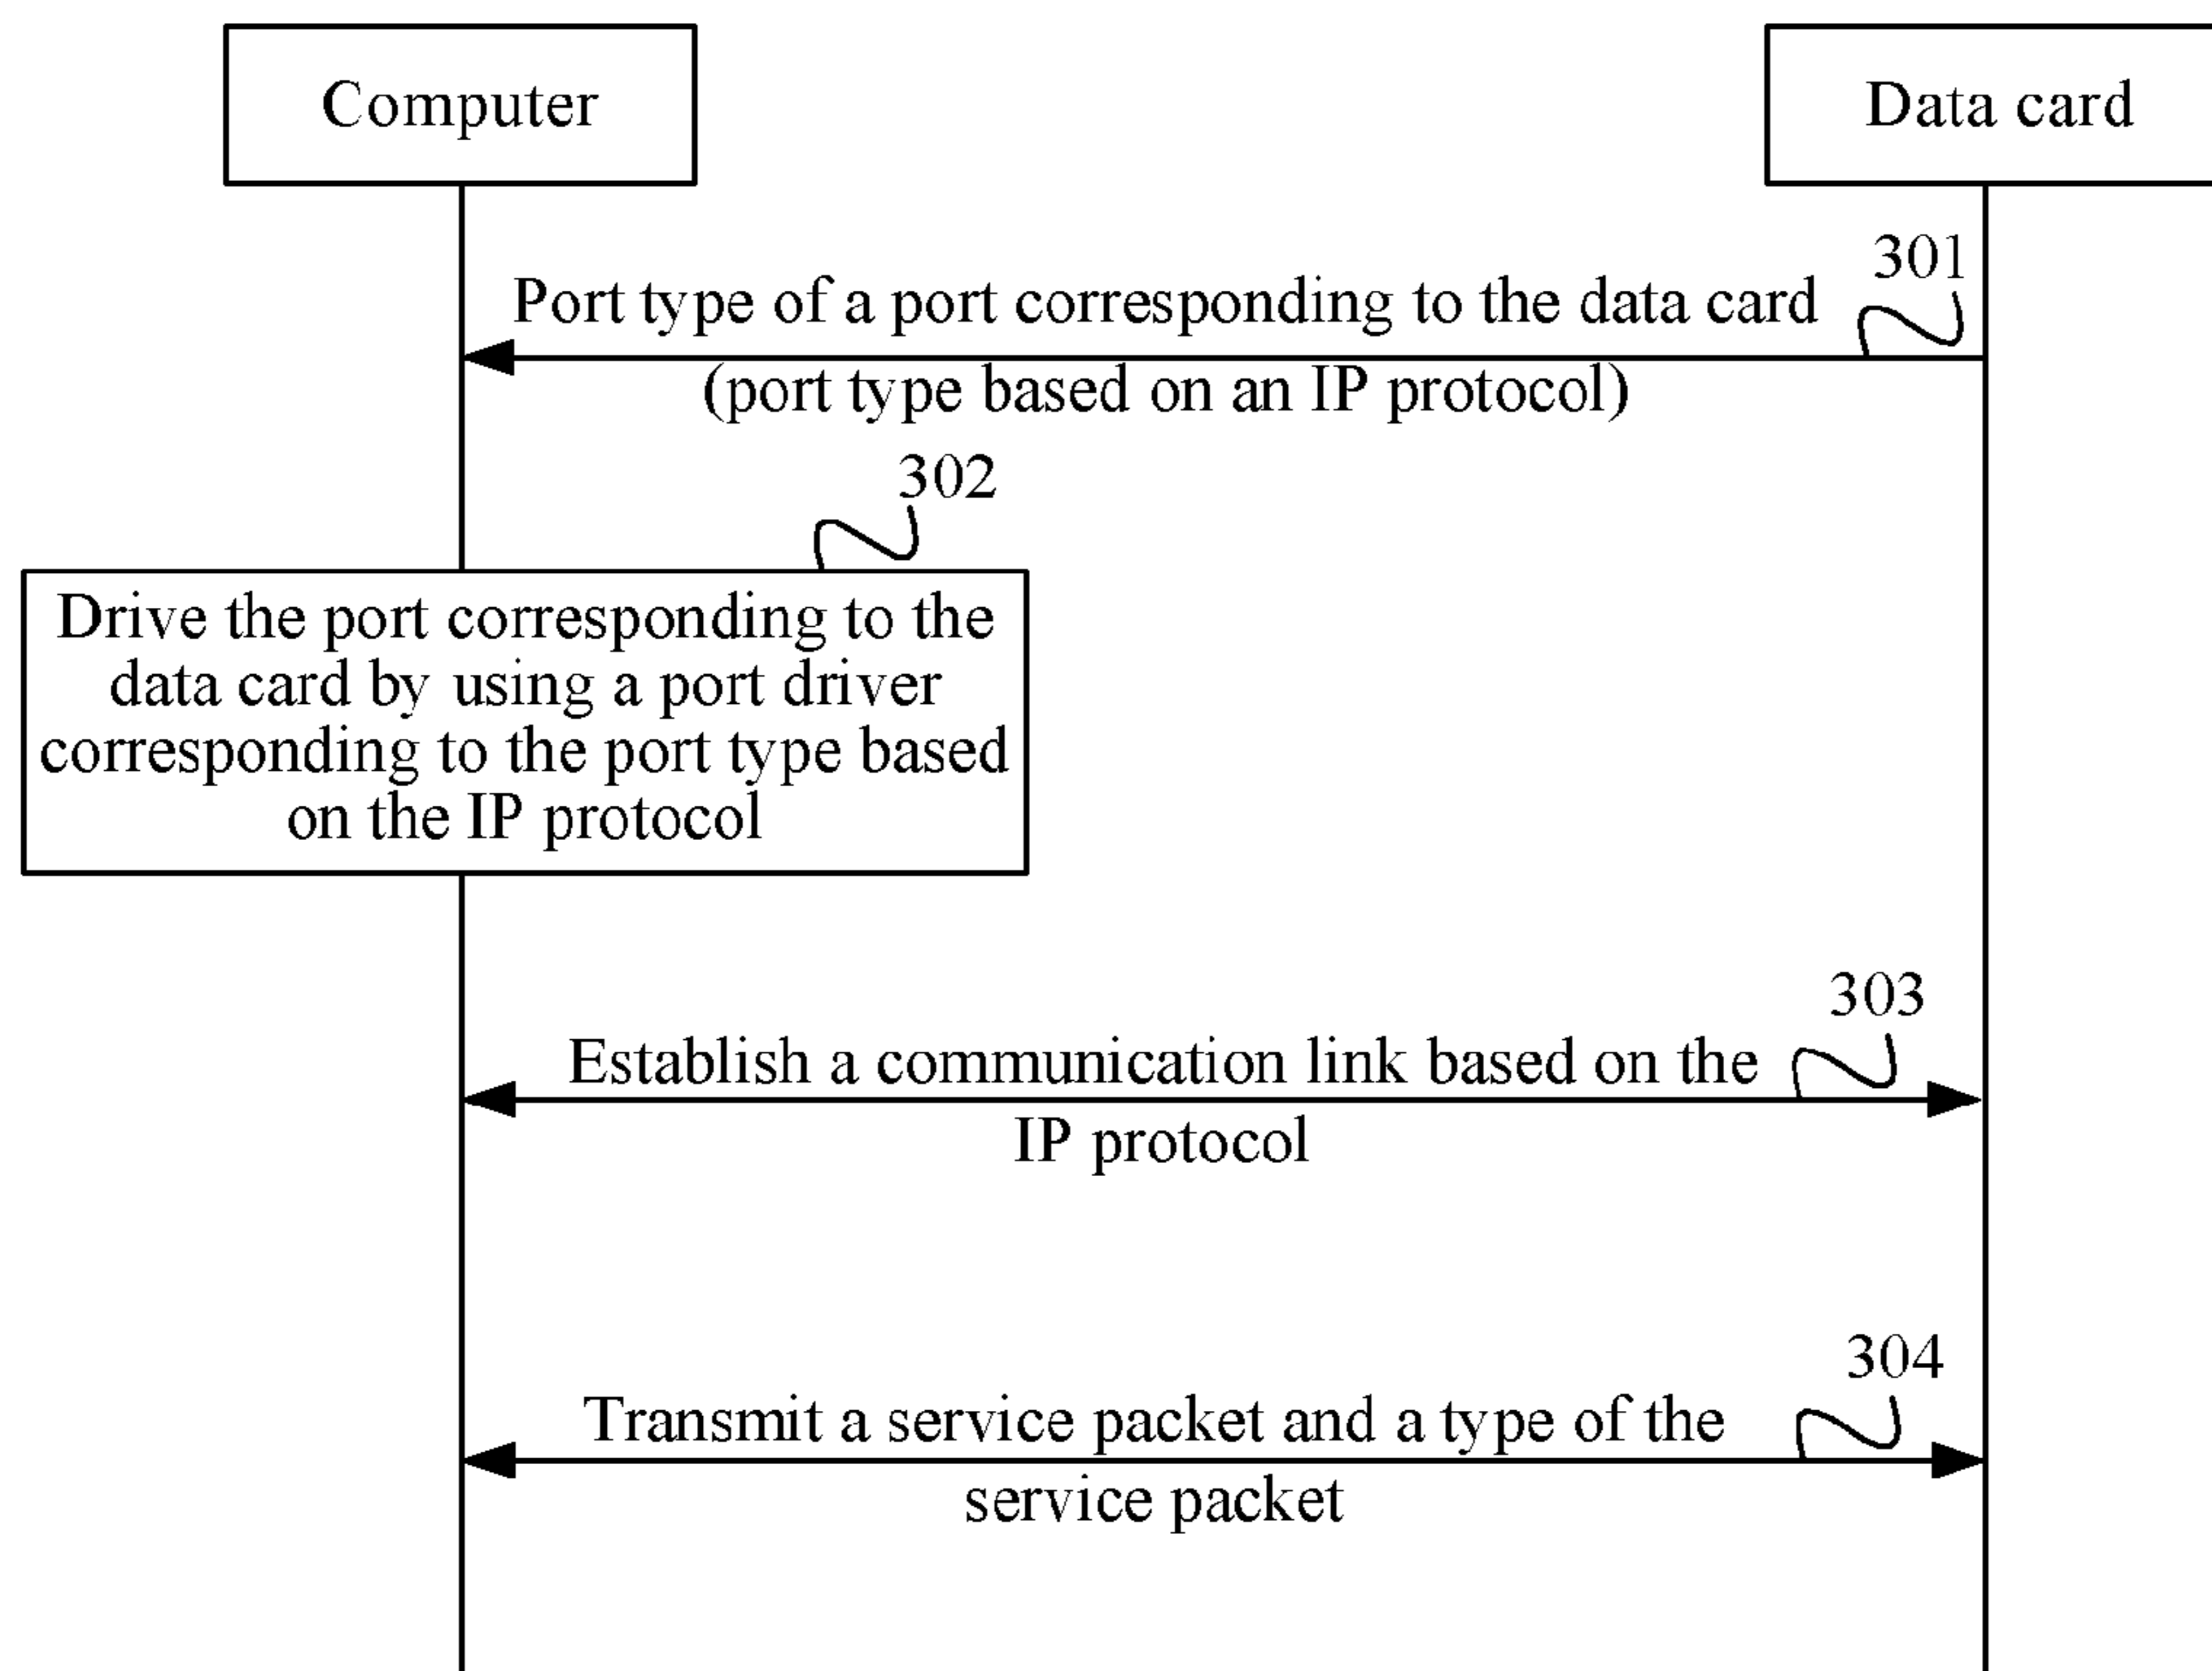 Computer
Data card
301
Port type of a port corresponding to the data card
(port type based on an IP protocol)
302
Drive the port corresponding to the
data card by using a port driver
corresponding to the port type based
on the IP protocol
303
Establish a communication link based on the
IP protocol
304
Transmit a service packet and a type of the
service packet